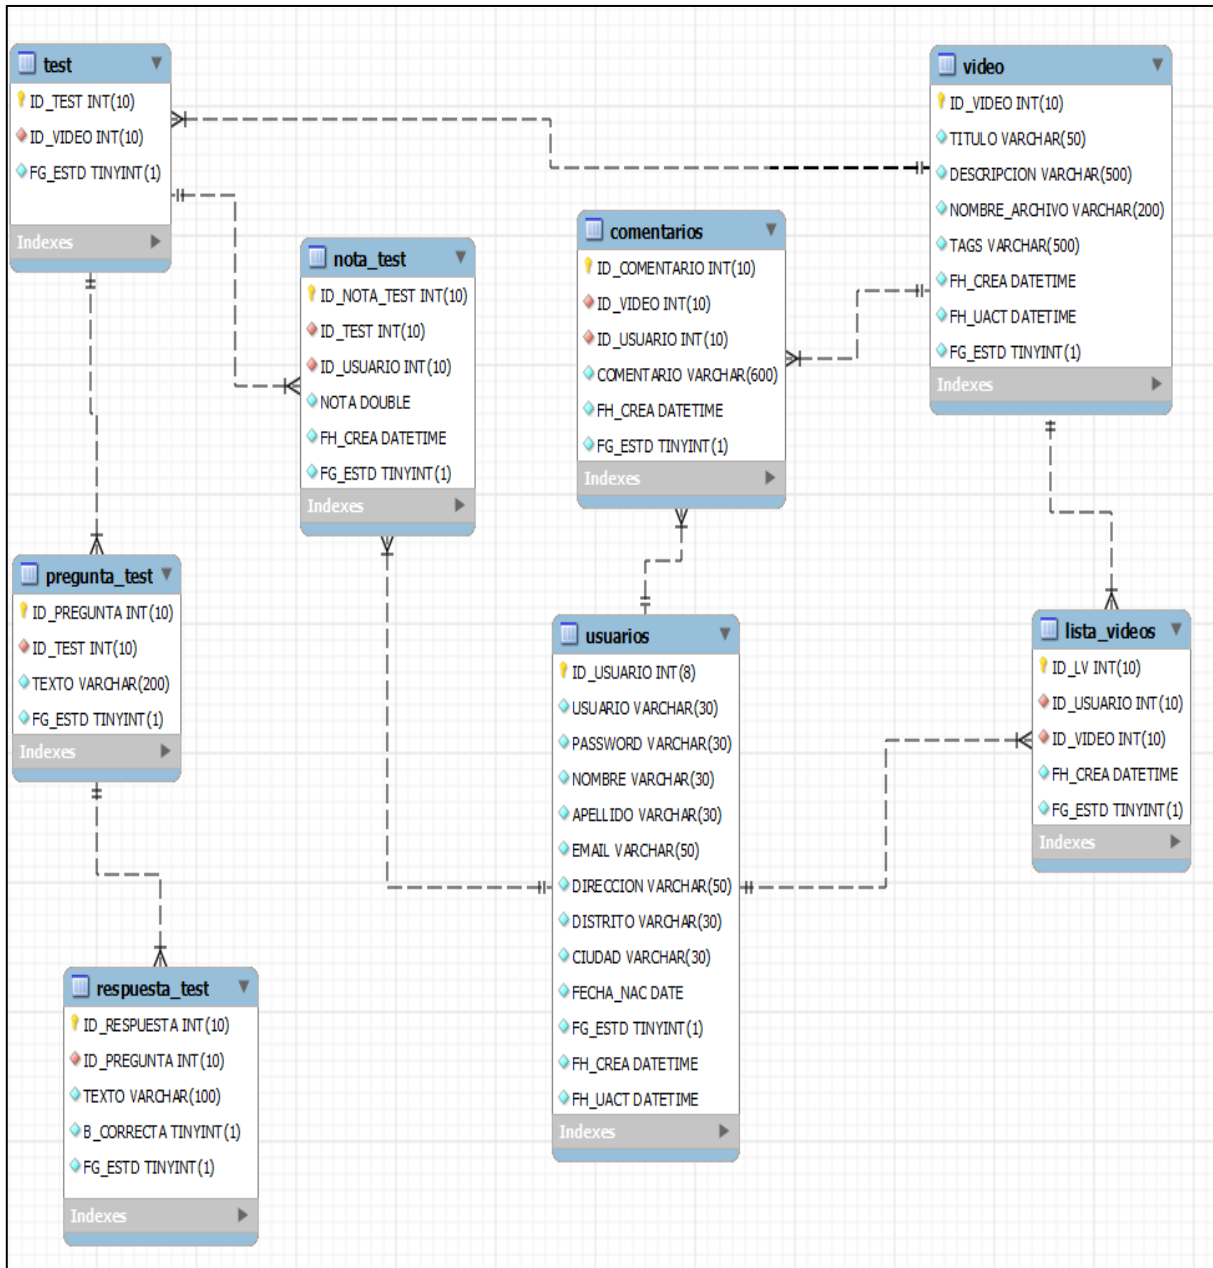 test
ID_TEST INT(10)
ID_VIDEO INT(10)
FG_ESTD TINYINT(1)
Indexes
video
ID_VIDEO INT(10)
TITULO VARCHAR(50)
DESCRIPCION VARCHAR(500)
NOMBRE_ARCHIVO VARCHAR(200)
TAGS VARCHAR(500)
FH_CREA DATETIME
FH_UACT DATETIME
FG_ESTD TINYINT(1)
Indexes
nota_test
ID_NOTA_TEST INT(10)
ID_TEST INT(10)
ID_USUARIO INT(10)
NOTA DOUBLE
FH_CREA DATETIME
FG_ESTD TINYINT(1)
Indexes
comentarios
ID_COMENTARIO INT(10)
ID_VIDEO INT(10)
ID_USUARIO INT(10)
COMENTARIO VARCHAR(600)
FH_CREA DATETIME
FG_ESTD TINYINT(1)
Indexes
pregunta_test
ID_PREGUNTA INT(10)
ID_TEST INT(10)
TEXTO VARCHAR(200)
FG_ESTD TINYINT(1)
Indexes
usuarios
ID_USUARIO INT(8)
USUARIO VARCHAR(30)
PASSWORD VARCHAR(30)
NOMBRE VARCHAR(30)
APELLIDO VARCHAR(30)
EMAIL VARCHAR(50)
DIRECCION VARCHAR(50)
DISTRITO VARCHAR(30)
CIUDAD VARCHAR(30)
FECHA_NAC DATE
FG_ESTD TINYINT(1)
FH_CREA DATETIME
FH_UACT DATETIME
Indexes
lista_videos
ID_LV INT(10)
ID_USUARIO INT(10)
ID_VIDEO INT(10)
FH_CREA DATETIME
FG_ESTD TINYINT(1)
Indexes
respuesta_test
ID_RESPUESTA INT(10)
ID_PREGUNTA INT(10)
TEXTO VARCHAR(100)
B_CORRECTA TINYINT(1)
FG_ESTD TINYINT(1)
Indexes